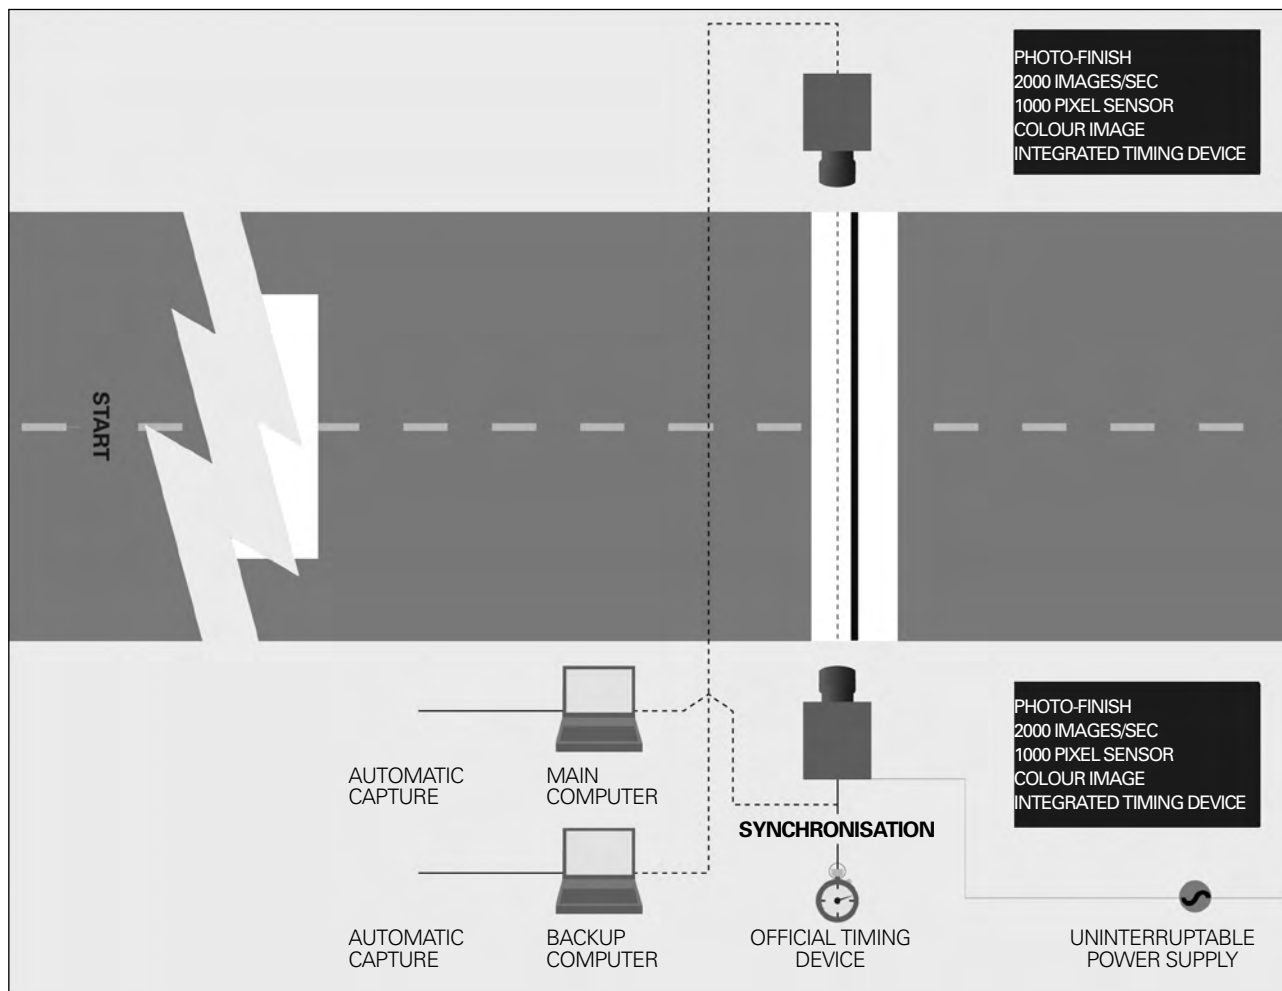 PHOTO-FINISH
2000 IMAGES/SEC
1000 PIXEL SENSOR
COLOUR IMAGE
INTEGRATED TIMING DEVICE
START
PHOTO-FINISH
2000 IMAGES/SEC
1000 PIXEL SENSOR
COLOUR IMAGE
INTEGRATED TIMING DEVICE
AUTOMATIC
CAPTURE
MAIN
COMPUTER
SYNCHRONISATION
AUTOMATIC
CAPTURE
BACKUP
COMPUTER
OFFICIAL TIMING
DEVICE
UNINTERRUPTABLE
POWER SUPPLY